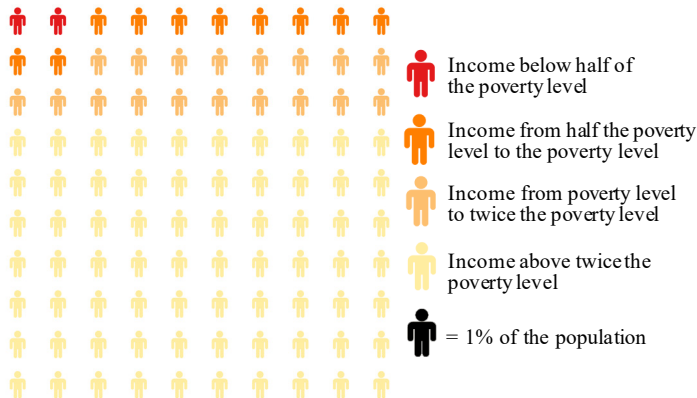 Income below half of
the poverty level
Income from half the poverty
level to the poverty level
Income from poverty level
to twice the poverty level
Income above twice the
poverty level
= 1% of the population